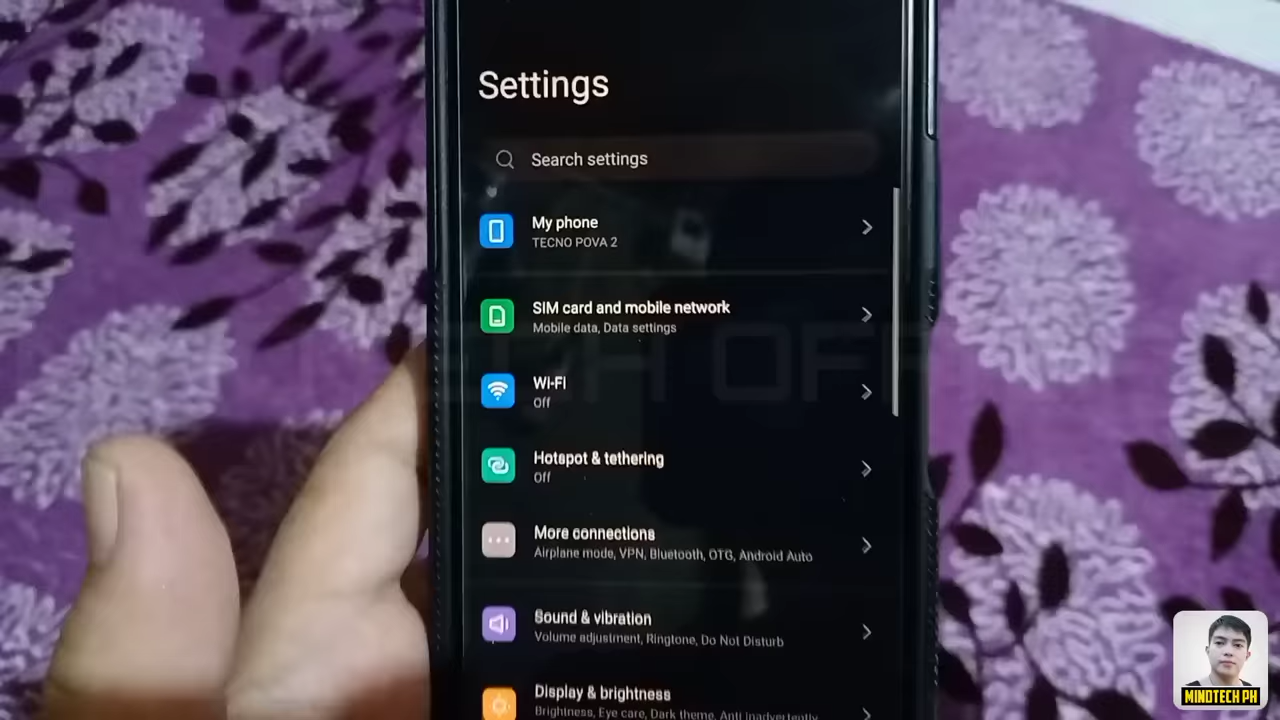 Settings
Search settings
My phone
TECNO POVA 2
SIM card and mobile network
Mobile data, Data settings
Wi-Fi
Off
Hotspot & tethering
Off
More connections
Airplane mode, VPN, Bluetooth, OTG, Android Auto
Sound & vibration
Volume adjustment, Ringtone, Do Not Disturb
Display & brightness
Brightness, Eye care, Dark theme, Anti inadvertently
MINDTECH PH